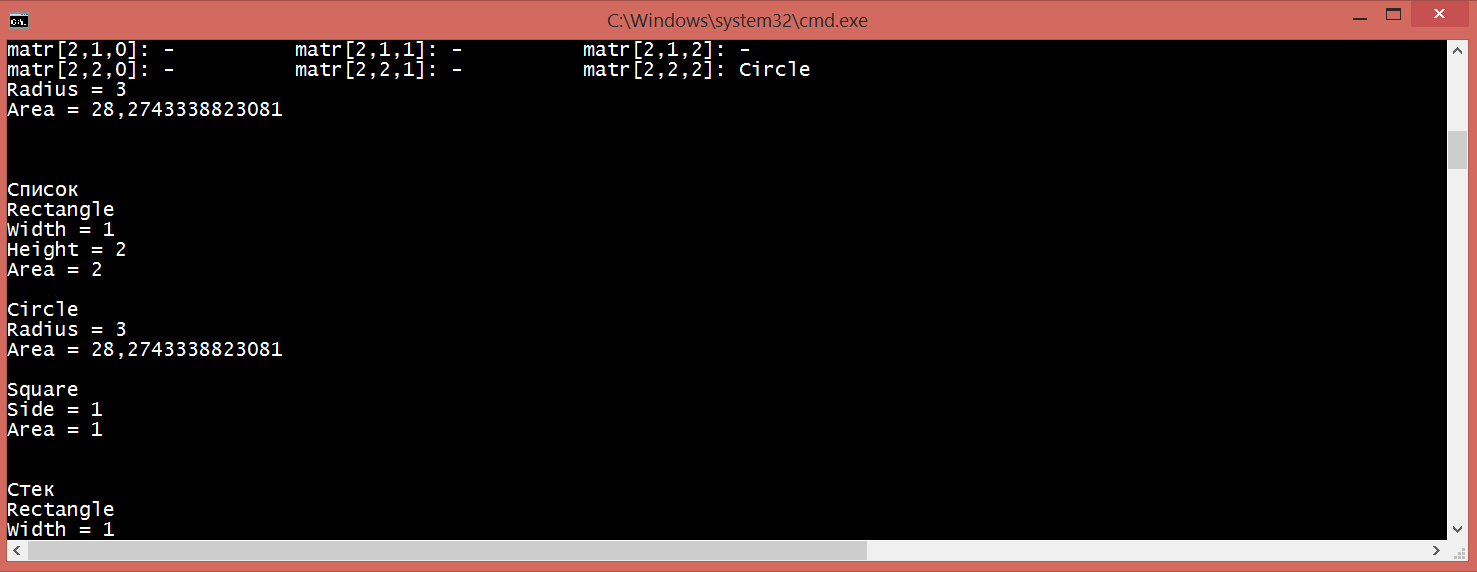 C:\Windows\system32\cmd.exe
matr[2,1,0]: - matr[2,1,1]: - matr[2,1,2]: -
matr[2,2,0]: - matr[2,2,1]: - matr[2,2,2]: Circle
Radius = 3
Area = 28,2743338823081
Список
Rectangle
Width = 1
Height = 2
Area = 2
Circle
Radius = 3
Area = 28,2743338823081
Square
Side = 1
Area = 1
Стек
Rectangle
Width = 1